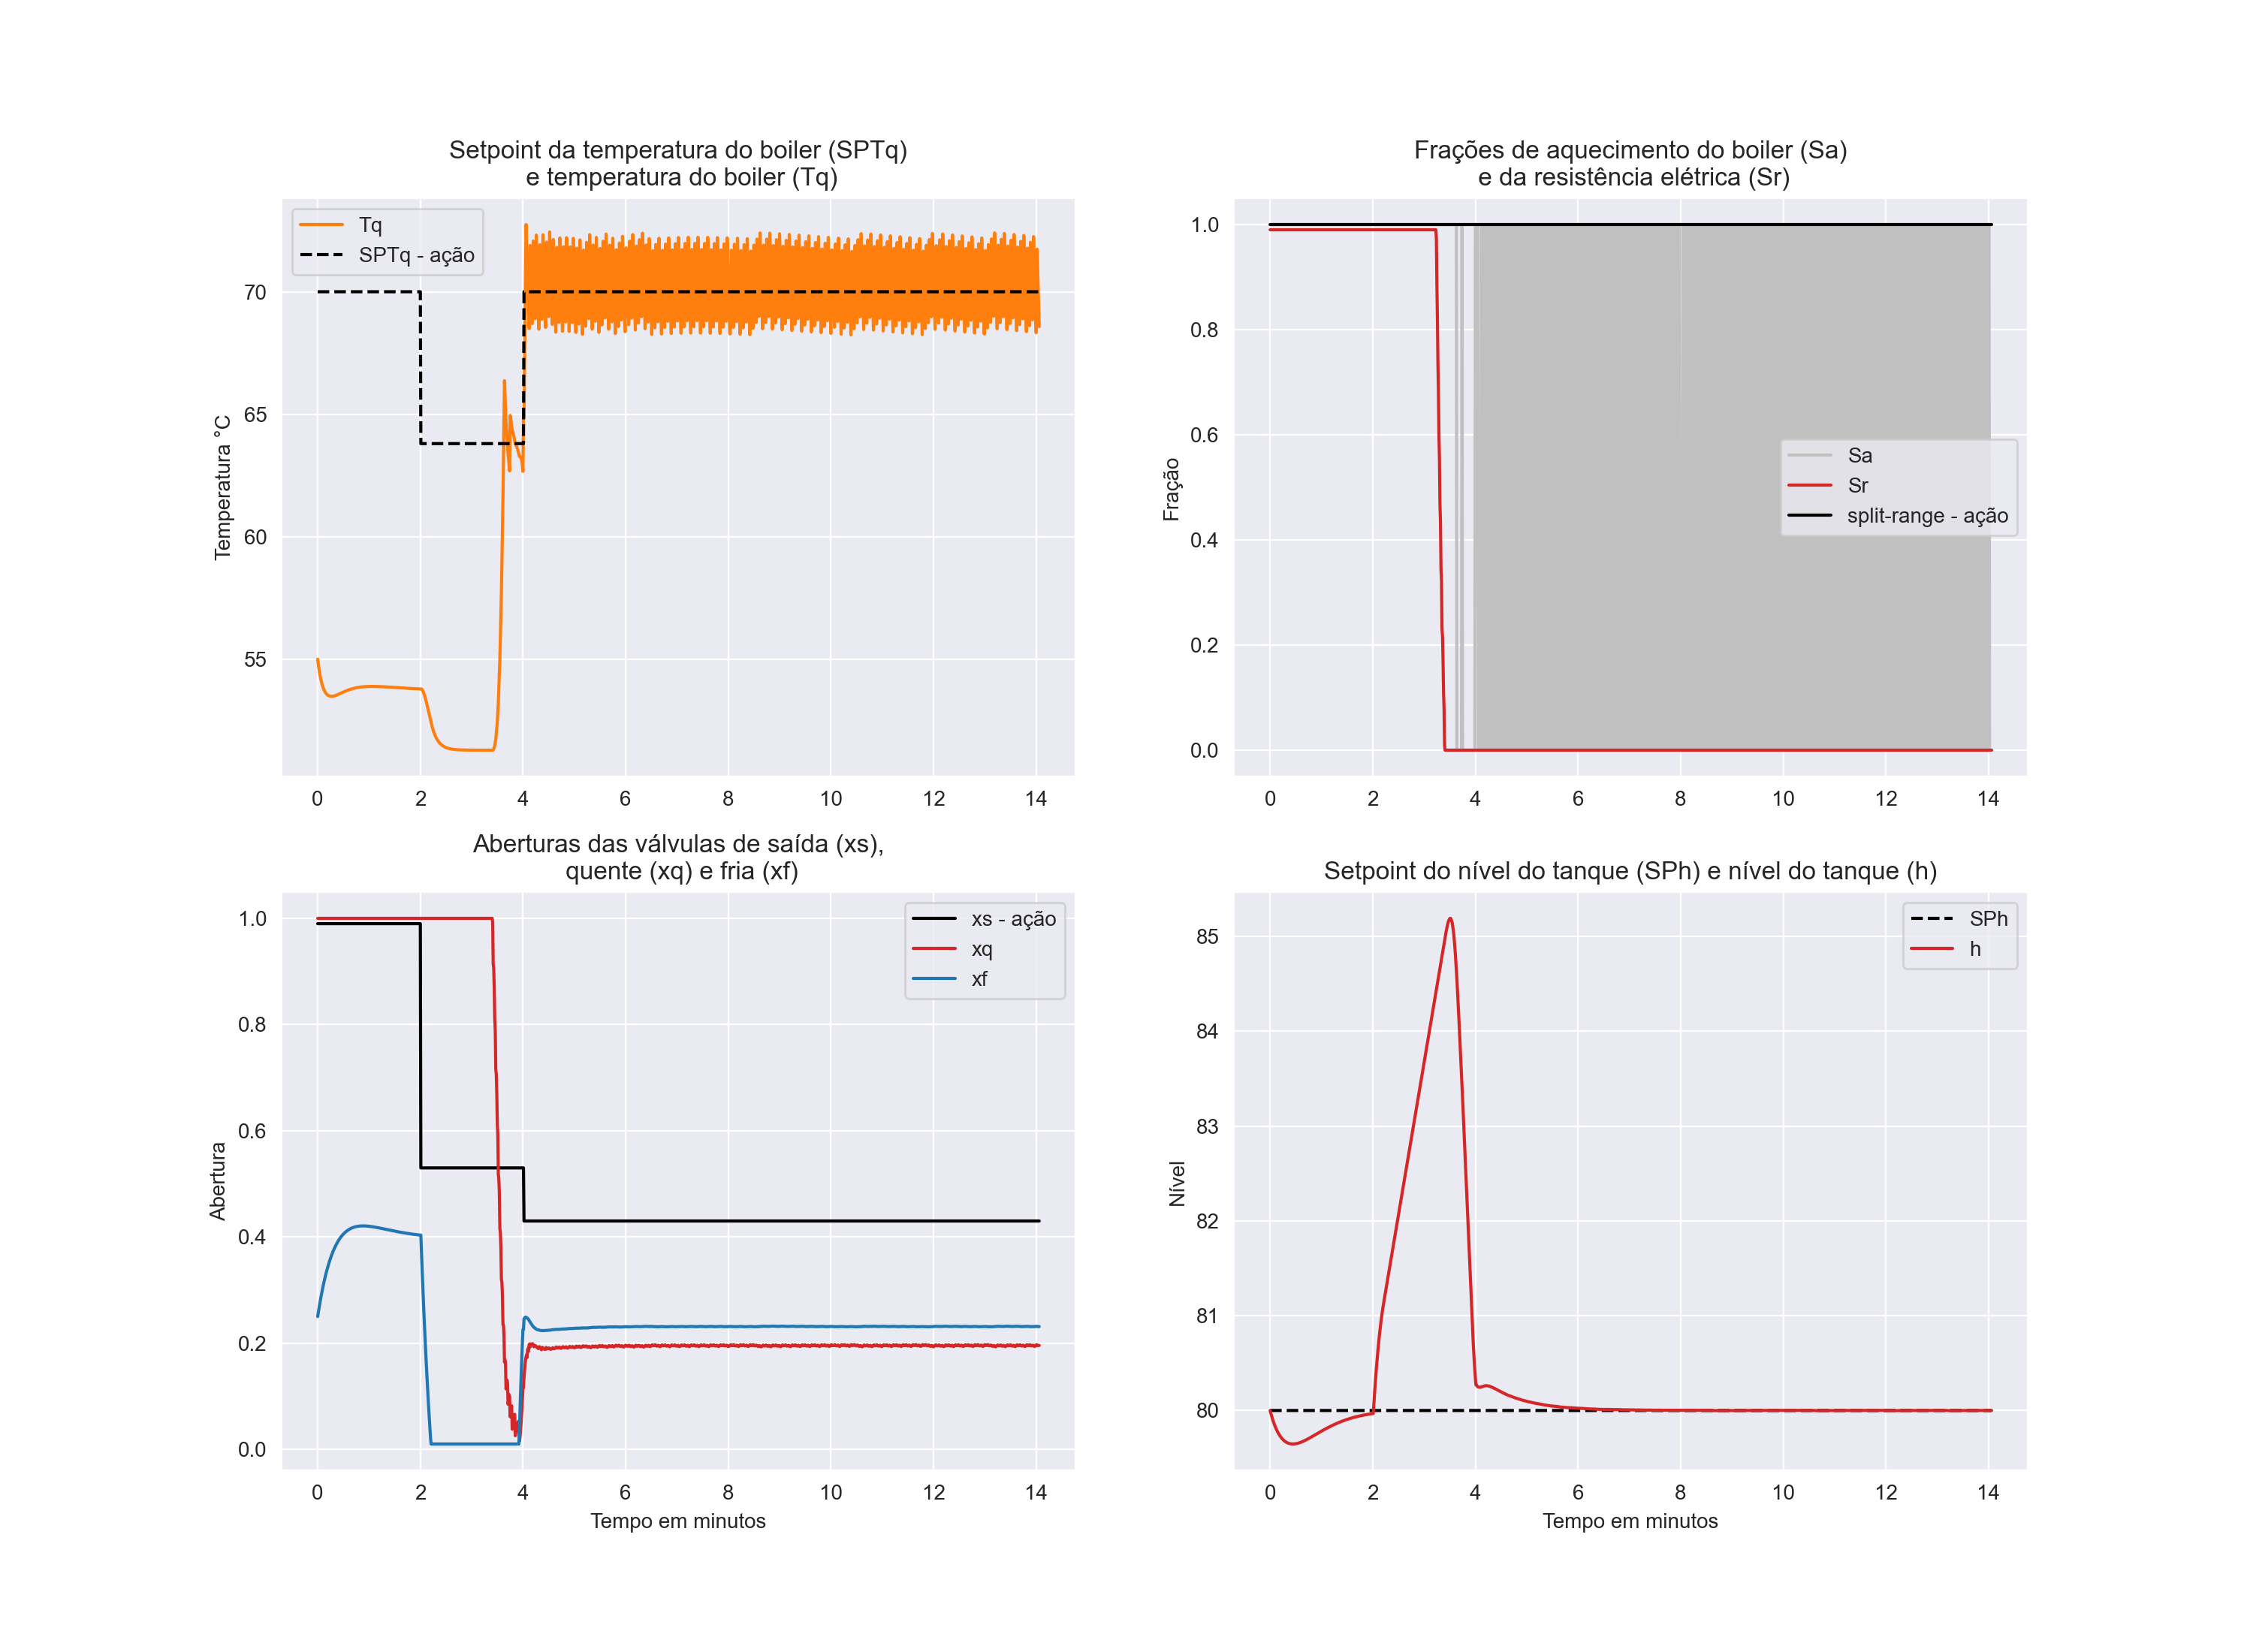 Setpoint da temperatura do boiler (SPTq)
e temperatura do boiler (Tq)
Tq
SPTq - ação
Temperatura °C
70
65
60
55
0 2 4 6 8 10 12 14
Frações de aquecimento do boiler (Sa)
e da resistência elétrica (Sr)
Fração
1.0
0.8
0.6
0.4
0.2
0.0
Sa
Sr
split-range - ação
0 2 4 6 8 10 12 14
Aberturas das válvulas de saída (xs),
quente (xq) e fria (xf)
xs - ação
xq
xf
Abertura
1.0
0.8
0.6
0.4
0.2
0.0
0 2 4 6 8 10 12 14
Tempo em minutos
Setpoint do nível do tanque (SPh) e nível do tanque (h)
SPh
h
Nível
85
84
83
82
81
80
0 2 4 6 8 10 12 14
Tempo em minutos